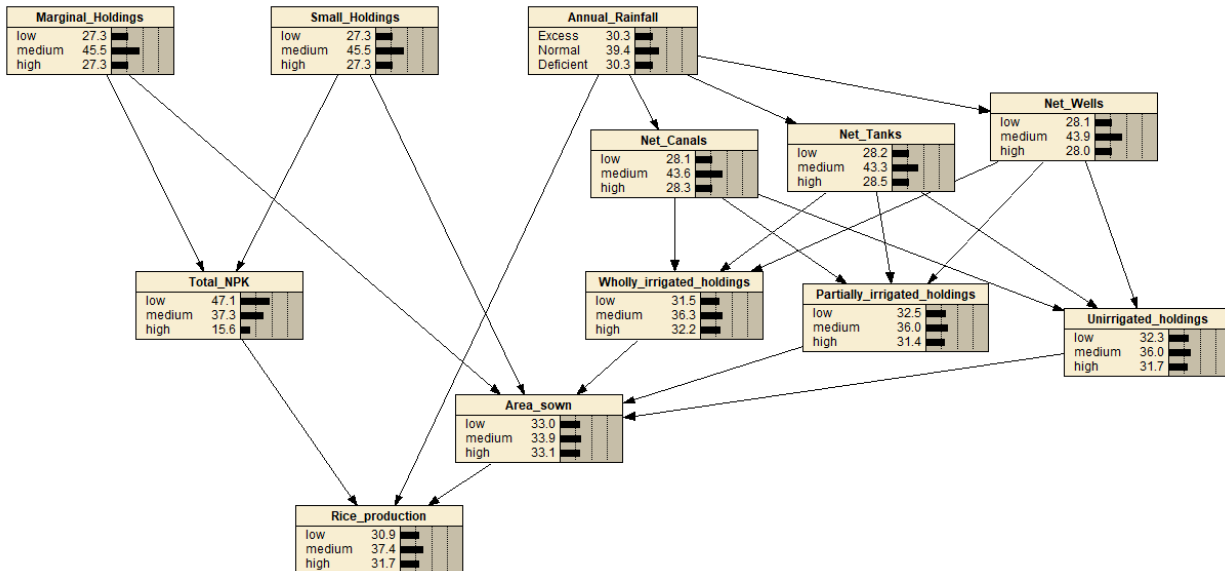 Marginal_Holdings
low 27.3
medium 45.5
high 27.3
Small_Holdings
low 27.3
medium 45.5
high 27.3
Annual_Rainfall
Excess 30.3
Normal 39.4
Deficient 30.3
Net_Wells
low 28.1
medium 43.9
high 28.0
Net_Canals
low 28.1
medium 43.6
high 28.3
Net_Tanks
low 28.2
medium 43.3
high 28.5
Total_NPK
low 47.1
medium 37.3
high 15.6
Wholly_irrigated_holdings
low 31.5
medium 36.3
high 32.2
Partially_irrigated_holdings
low 32.5
medium 36.0
high 31.4
Unirrigated_holdings
low 32.3
medium 36.0
high 31.7
Area_sown
low 33.0
medium 33.9
high 33.1
Rice_production
low 30.9
medium 37.4
high 31.7